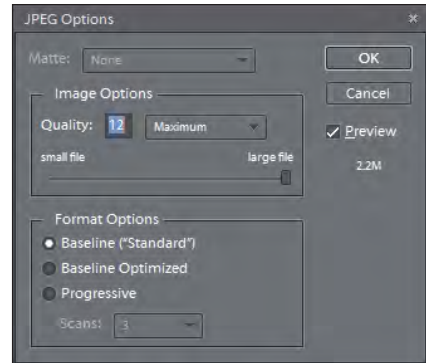 JPEG Options
Matte: None
OK
Image Options
Cancel
Quality: 12 Maximum
Preview
small file large file
2.2M
Format Options
Baseline ("Standard")
Baseline Optimized
Progressive
Scans: 3